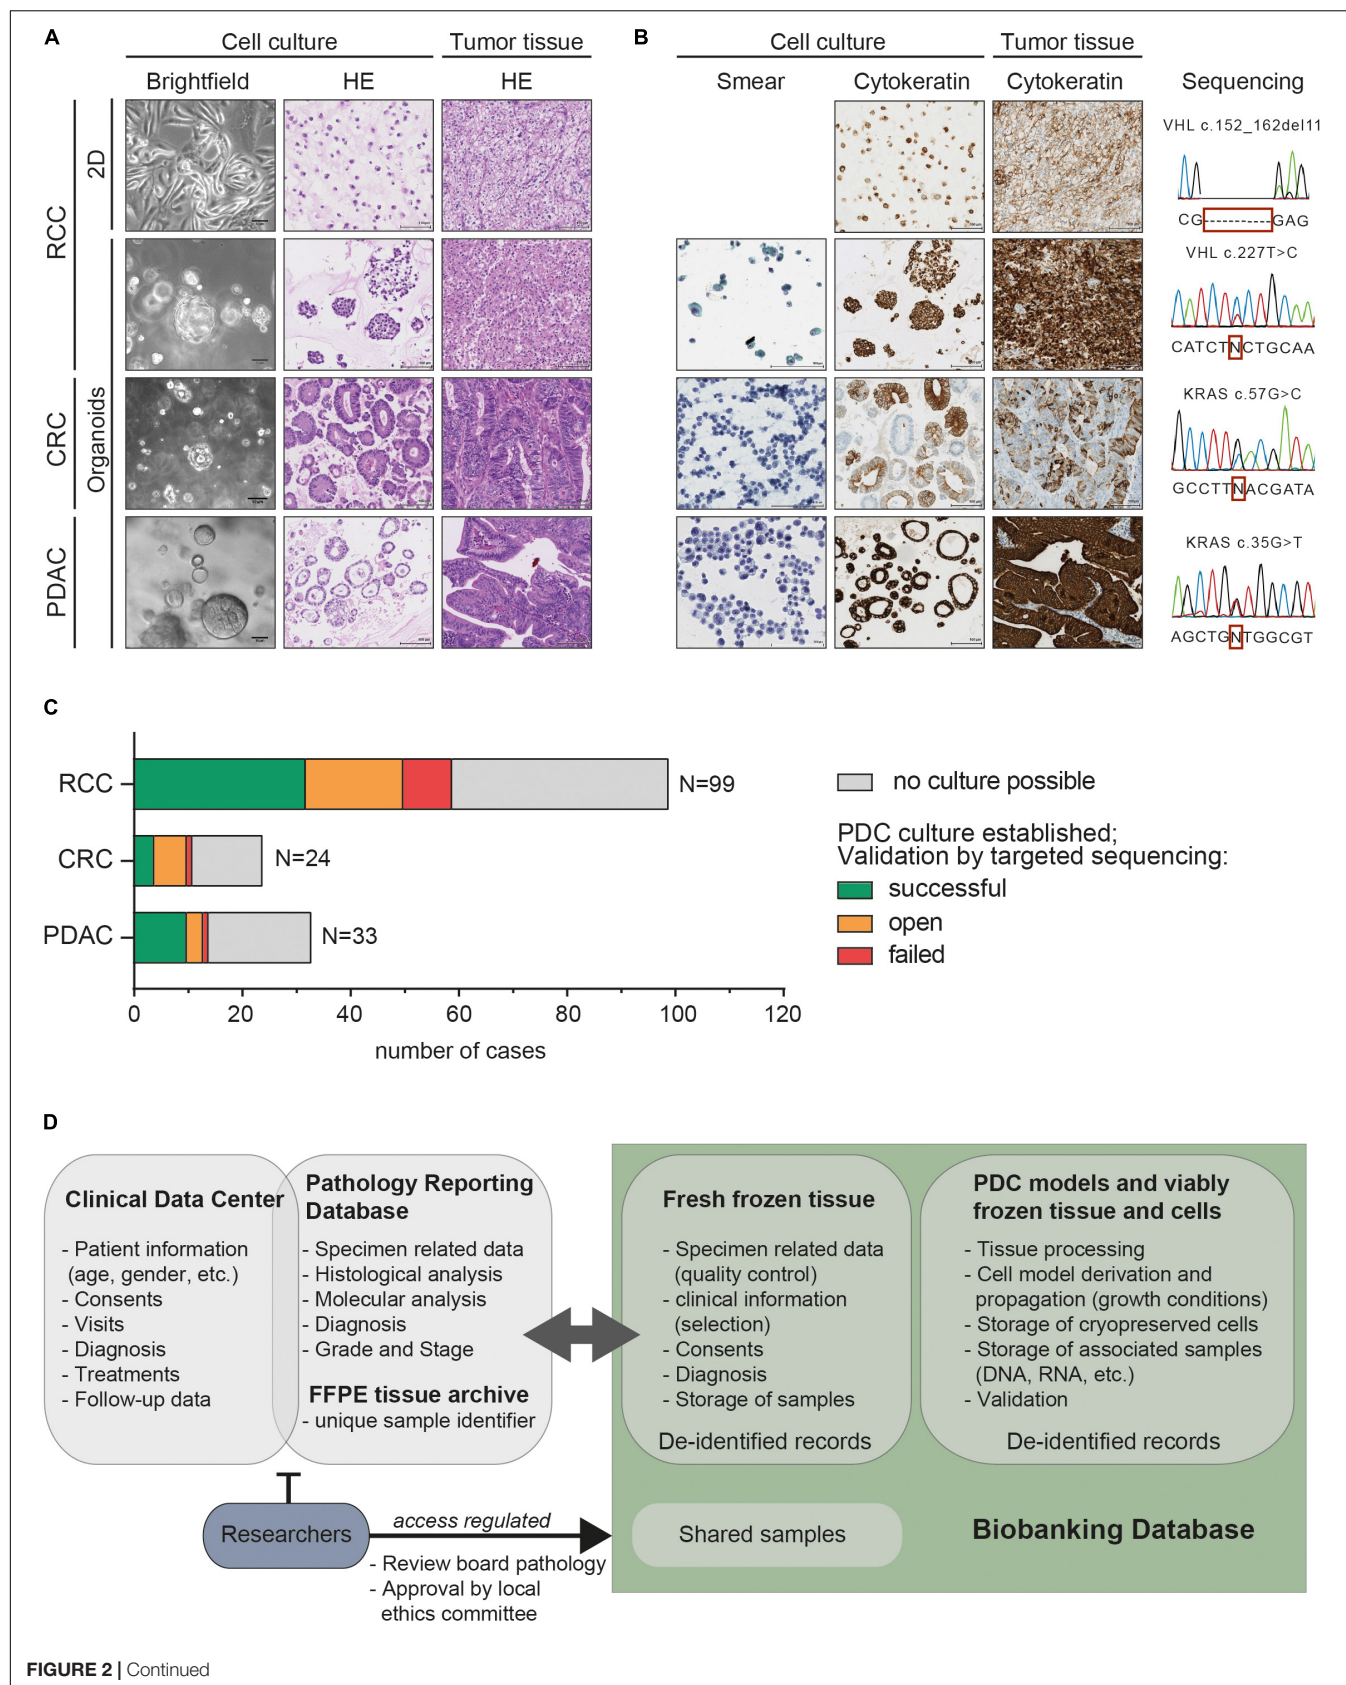 A
Cell culture
Tumor tissue
Brightfield
HE
HE
RCC
2D
Organoids
CRC
PDAC
B
Cell culture
Tumor tissue
Smear
Cytokeratin
Cytokeratin
Sequencing
VHL c.152_162del11
CG-----------GAG
VHL c.227T>C
CATCTNCTGCAA
KRAS c.57G>C
GCCTTNACGATA
KRAS c.35G>T
AGCTGNTGGCGT
C
RCC
N=99
CRC
N=24
PDAC
N=33
0 20 40 60 80 100 120
number of cases
no culture possible
PDC culture established;
Validation by targeted sequencing:
successful
open
failed
D
Clinical Data Center
- Patient information
(age, gender, etc.)
- Consents
- Visits
- Diagnosis
- Treatments
- Follow-up data
Pathology Reporting
Database
- Specimen related data
- Histological analysis
- Molecular analysis
- Diagnosis
- Grade and Stage
FFPE tissue archive
- unique sample identifier
Fresh frozen tissue
- Specimen related data
(quality control)
- clinical information
(selection)
- Consents
- Diagnosis
- Storage of samples
De-identified records
PDC models and viably
frozen tissue and cells
- Tissue processing
- Cell model derivation and
propagation (growth conditions)
- Storage of cryopreserved cells
- Storage of associated samples
(DNA, RNA, etc.)
- Validation
De-identified records
Researchers
access regulated
- Review board pathology
- Approval by local
ethics committee
Shared samples
Biobanking Database
FIGURE 2 | Continued